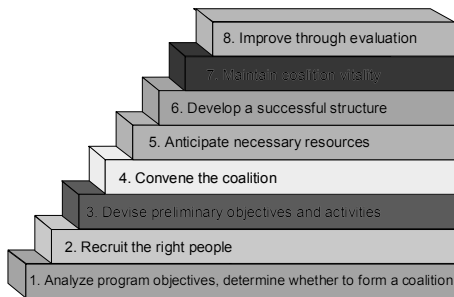 8. Improve through evaluation
7. Maintain coalition vitality
6. Develop a successful structure
5. Anticipate necessary resources
4. Convene the coalition
3. Devise preliminary objectives and activities
2. Recruit the right people
1. Analyze program objectives, determine whether to form a coalition